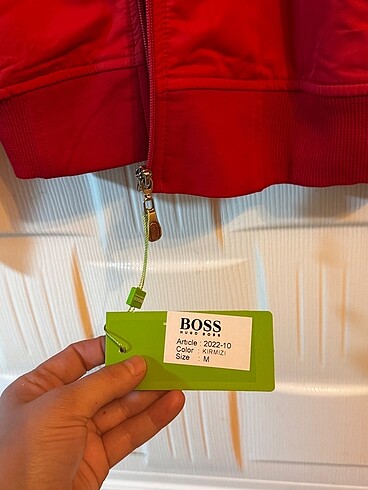 BOSS
HUGO BOSS
Article : 2022-10
Color : KIRMIZI
Size : M